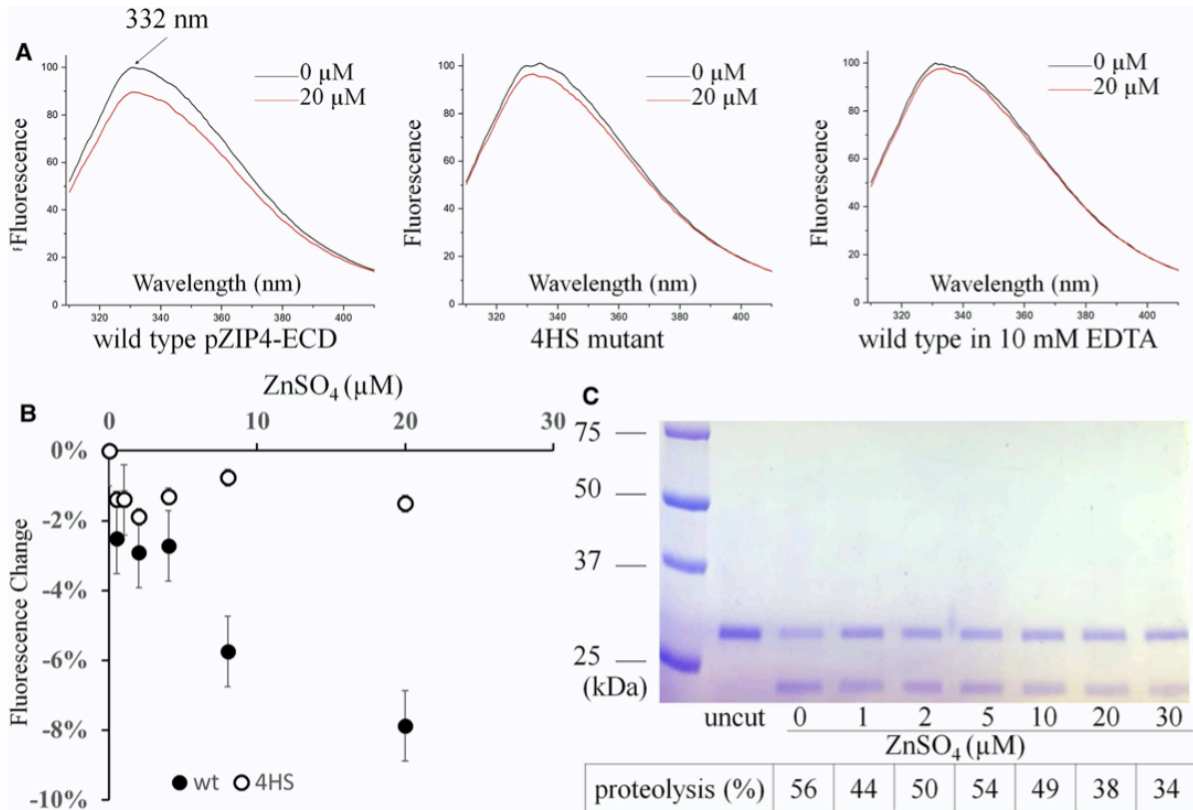 332 nm
A
0 μM
20 μM
0 μM
20 μM
0 μM
20 μM
Fluorescence
100
80
60
40
20
0
Wavelength (nm)
320 340 360 380 400
wild type pZIP4-ECD
Fluorescence
100
80
60
40
20
0
Wavelength (nm)
320 340 360 380 400
4HS mutant
Fluorescence
100
80
60
40
20
0
Wavelength (nm)
320 340 360 380 400
wild type in 10 mM EDTA
B
ZnSO4 (μM)
0 10 20 30
0%
-2%
-4%
-6%
-8%
-10%
Fluorescence Change
wt 4HS
C
75
50
37
25
(kDa)
uncut 0 1 2 5 10 20 30
ZnSO4 (μM)
proteolysis (%) 56 44 50 54 49 38 34